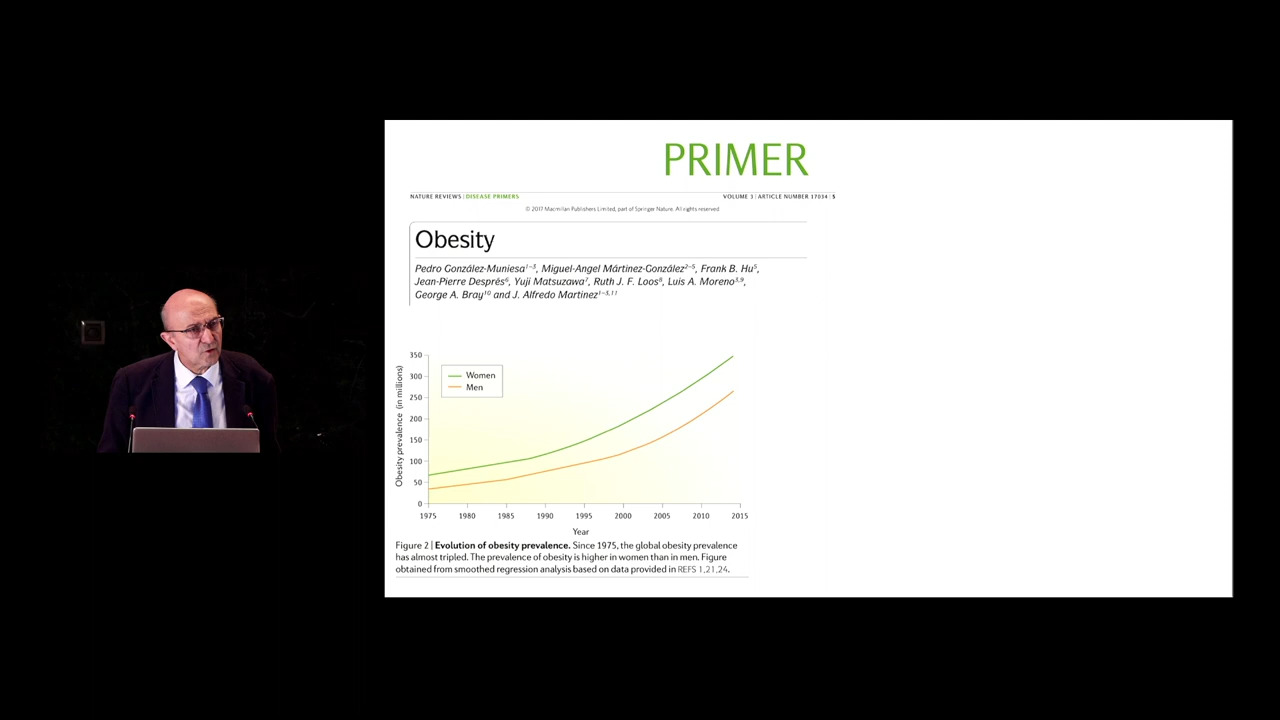 PRIMER
NATURE REVIEWS | DISEASE PRIMERS
VOLUME 3 | ARTICLE NUMBER 17034 | 5
© 2017 Macmillan Publishers Limited, part of Springer Nature. All rights reserved.
Obesity
Pedro González-Muniesa1–3, Miguel-Angel Mártinez-González2–5, Frank B. Hu5,
Jean-Pierre Després6, Yuji Matsuzawa7, Ruth J. F. Loos8, Luis A. Moreno3,9,
George A. Bray10 and J. Alfredo Martinez1–3,11
Obesity prevalence (in millions)
350
300
250
200
150
100
50
0
Women
Men
1975 1980 1985 1990 1995 2000 2005 2010 2015
Year
Figure 2 | Evolution of obesity prevalence. Since 1975, the global obesity prevalence
has almost tripled. The prevalence of obesity is higher in women than in men. Figure
obtained from smoothed regression analysis based on data provided in REFS 1,21,24.